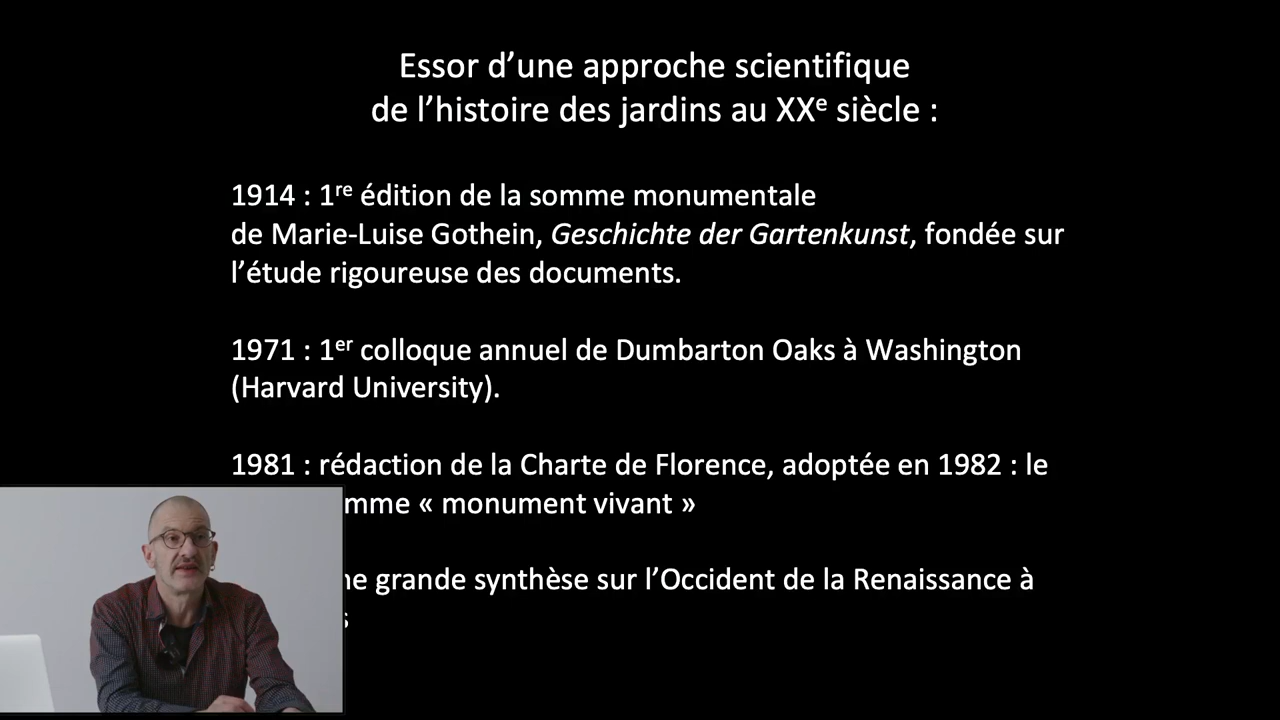 Essor d’une approche scientifique
de l’histoire des jardins au XXe siècle :
1914 : 1re édition de la somme monumentale
de Marie-Luise Gothein, Geschichte der Gartenkunst, fondée sur
l’étude rigoureuse des documents.
1971 : 1er colloque annuel de Dumbarton Oaks à Washington
(Harvard University).
1981 : rédaction de la Charte de Florence, adoptée en 1982 : le
« monument vivant »
grande synthèse sur l’Occident de la Renaissance à